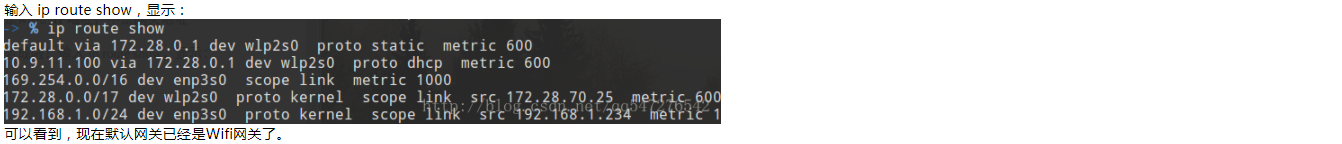 输入 ip route show，显示：
-> % ip route show
default via 172.28.0.1 dev wlp2s0  proto static  metric 600
10.9.11.100 via 172.28.0.1 dev wlp2s0  proto dhcp  metric 600
169.254.0.0/16 dev enp3s0  scope link  metric 1000
172.28.0.0/17 dev wlp2s0  proto kernel  scope link  src 172.28.70.25  metric 600
192.168.1.0/24 dev enp3s0  proto kernel  scope link  src 192.168.1.234  metric 1
可以看到，现在默认网关已经是Wifi网关了。